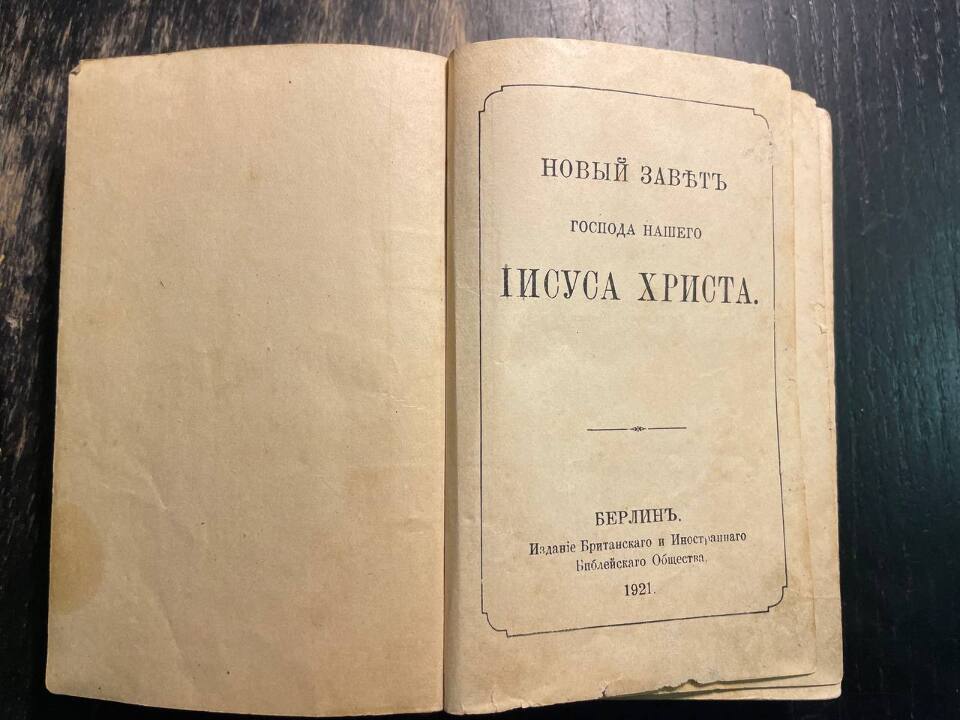 НОВЫЙ ЗАВѢТЪ
ГОСПОДА НАШЕГО
ІИСУСА ХРИСТА.
БЕРЛИНЪ.
Изданіе Британскаго и Иностраннаго
Библейскаго Общества,
1921.